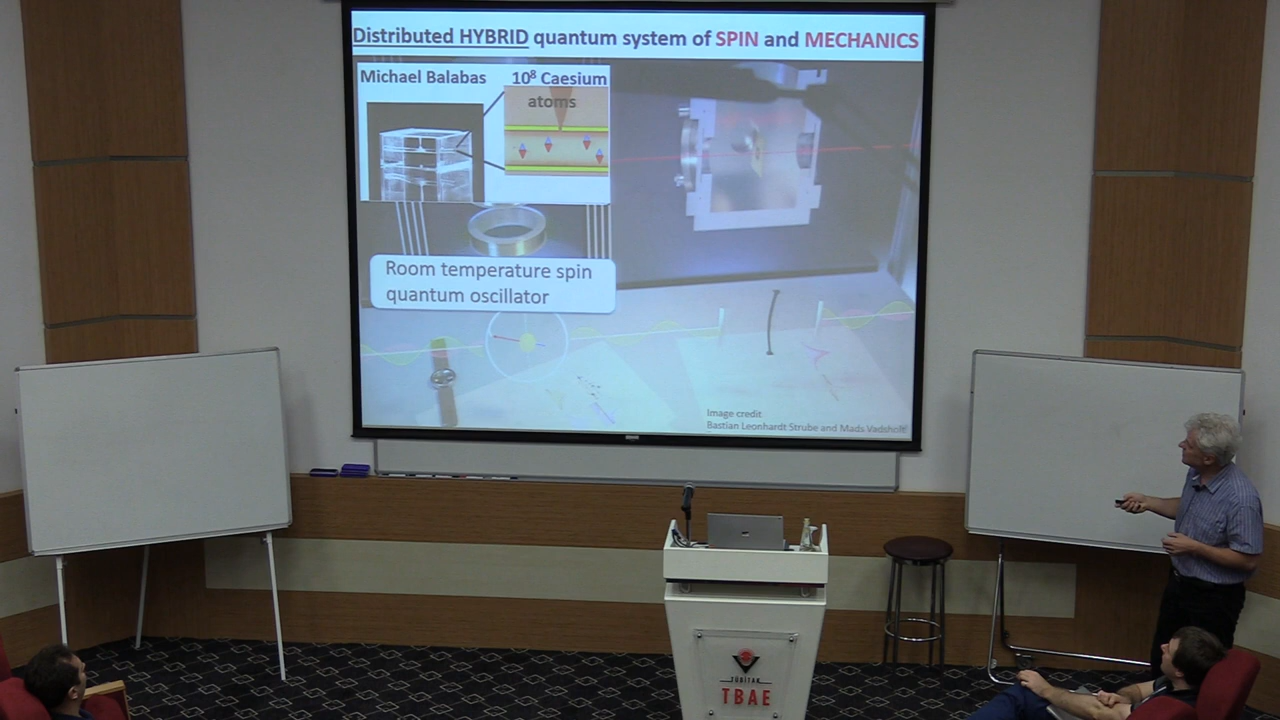 Distributed HYBRID quantum system of SPIN and MECHANICS
Michael Balabas
10⁸ Caesium
atoms
Room temperature spin
quantum oscillator
Image credit
Bastian Leonhardt Strube and Mads Vadsholt
TÜBİTAK
TBAE